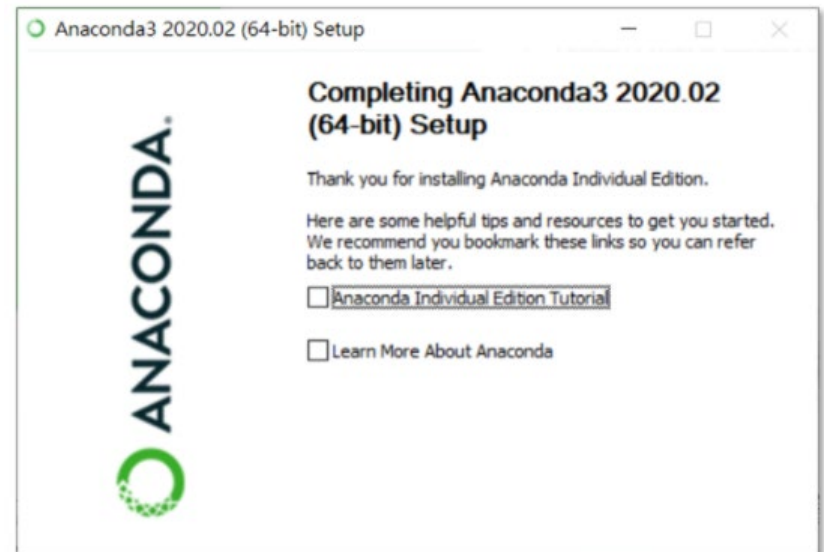 Anaconda3 2020.02 (64-bit) Setup
ANACONDA.
Completing Anaconda3 2020.02
(64-bit) Setup
Thank you for installing Anaconda Individual Edition.
Here are some helpful tips and resources to get you started.
We recommend you bookmark these links so you can refer
back to them later.
Anaconda Individual Edition Tutorial
Learn More About Anaconda